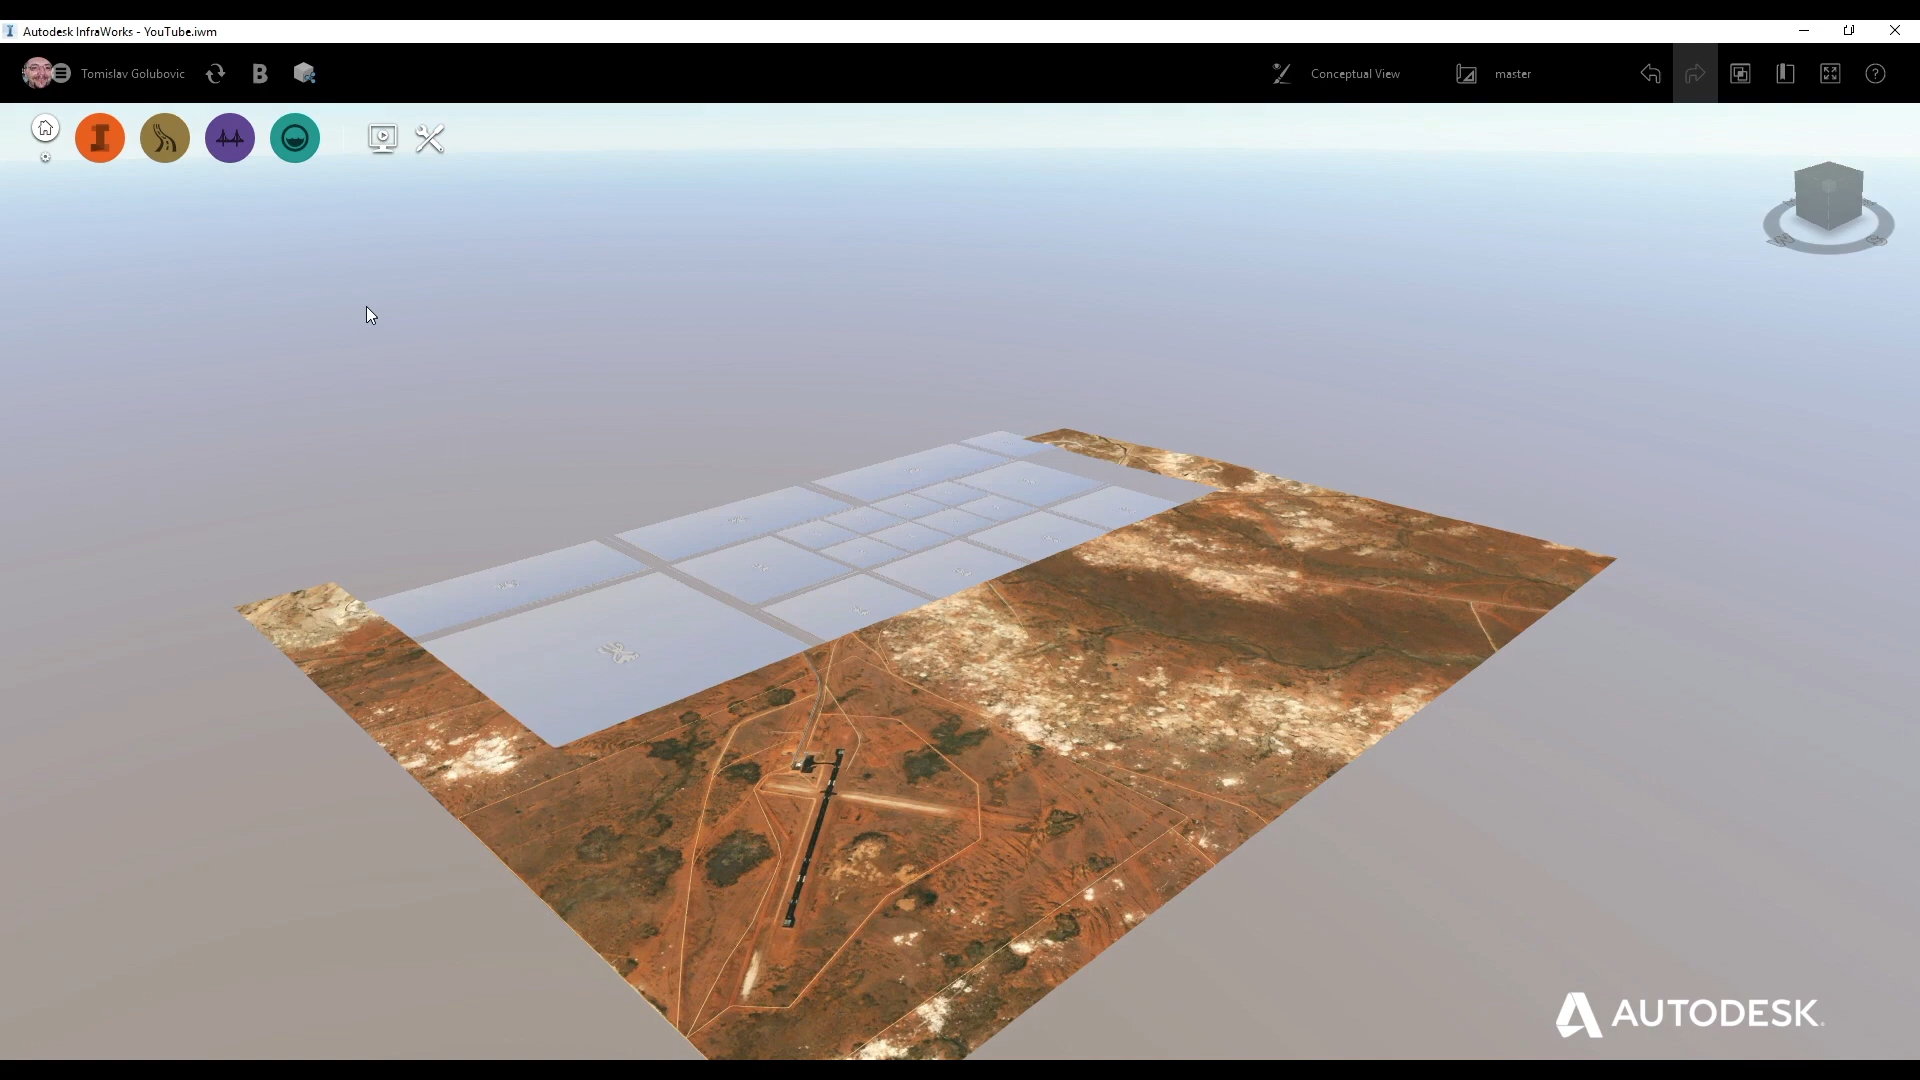 Autodesk InfraWorks - YouTube.iwm
Tomislav Golubovic
B
Conceptual View
master
AUTODESK.